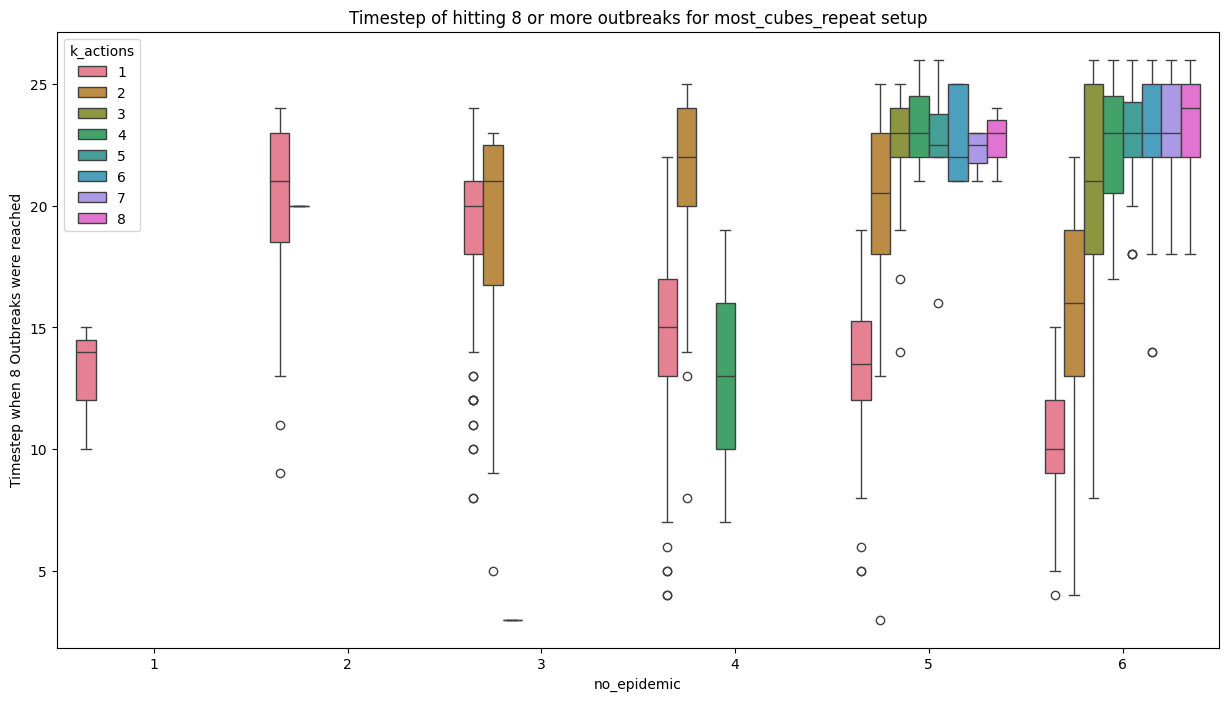 Timestep of hitting 8 or more outbreaks for most_cubes_repeat setup
k_actions
1
2
3
4
5
6
7
8
Timestep when 8 Outbreaks were reached
25
20
15
10
5
1 2 3 4 5 6
no_epidemic